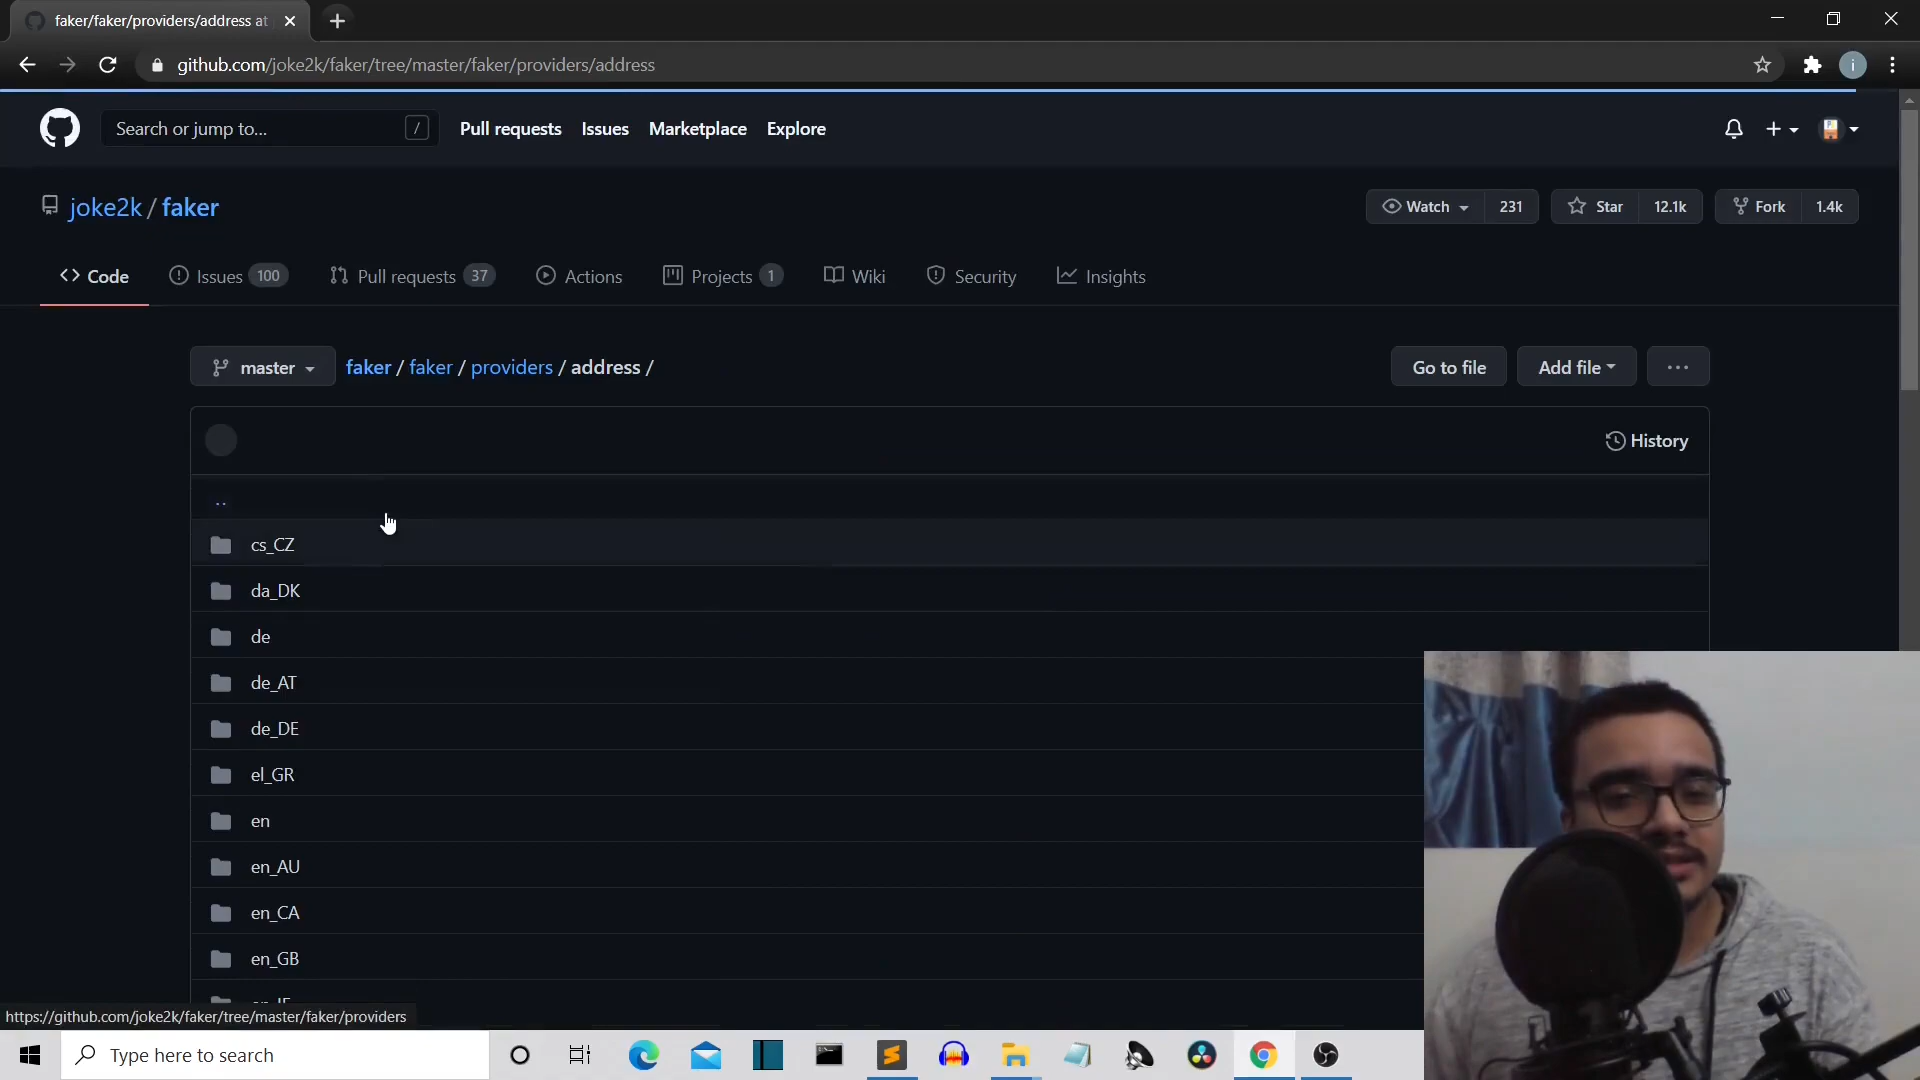 faker/faker/providers/address at
github.com/joke2k/faker/tree/master/faker/providers/address
Search or jump to... /
Pull requests Issues Marketplace Explore
joke2k / faker
Watch 231 Star 12.1k Fork 1.4k
<> Code Issues 100 Pull requests 37 Actions Projects 1 Wiki Security Insights
master faker / faker / providers / address / Go to file Add file ...
History
..
cs_CZ
da_DK
de
de_AT
de_DE
el_GR
en
en_AU
en_CA
en_GB
https://github.com/joke2k/faker/tree/master/faker/providers
Type here to search